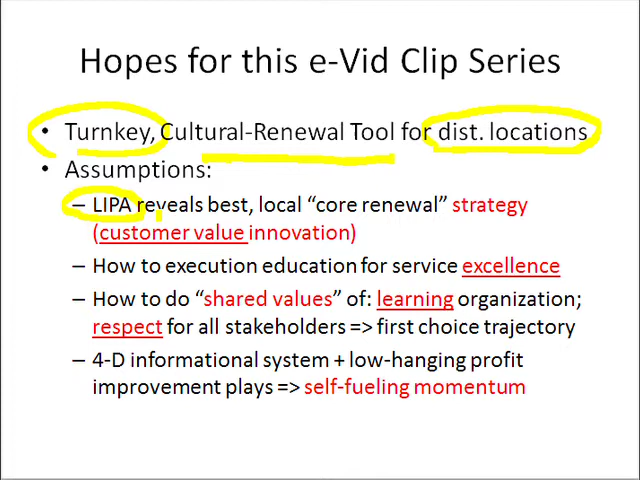 Hopes for this e-Vid Clip Series
• Turnkey, Cultural-Renewal Tool for dist. locations
• Assumptions:
– LIPA reveals best, local “core renewal” strategy
(customer value innovation)
– How to execution education for service excellence
– How to do “shared values” of: learning organization;
respect for all stakeholders => first choice trajectory
– 4-D informational system + low-hanging profit
improvement plays => self-fueling momentum